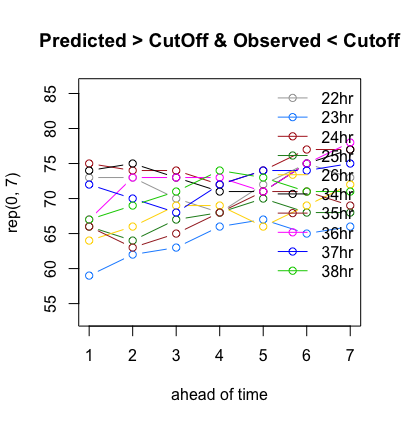 Predicted > CutOff & Observed < Cutoff
85
80
75
70
65
60
55
rep(0, 7)
22hr
23hr
24hr
25hr
26hr
34hr
35hr
36hr
37hr
38hr
1 2 3 4 5 6 7
ahead of time